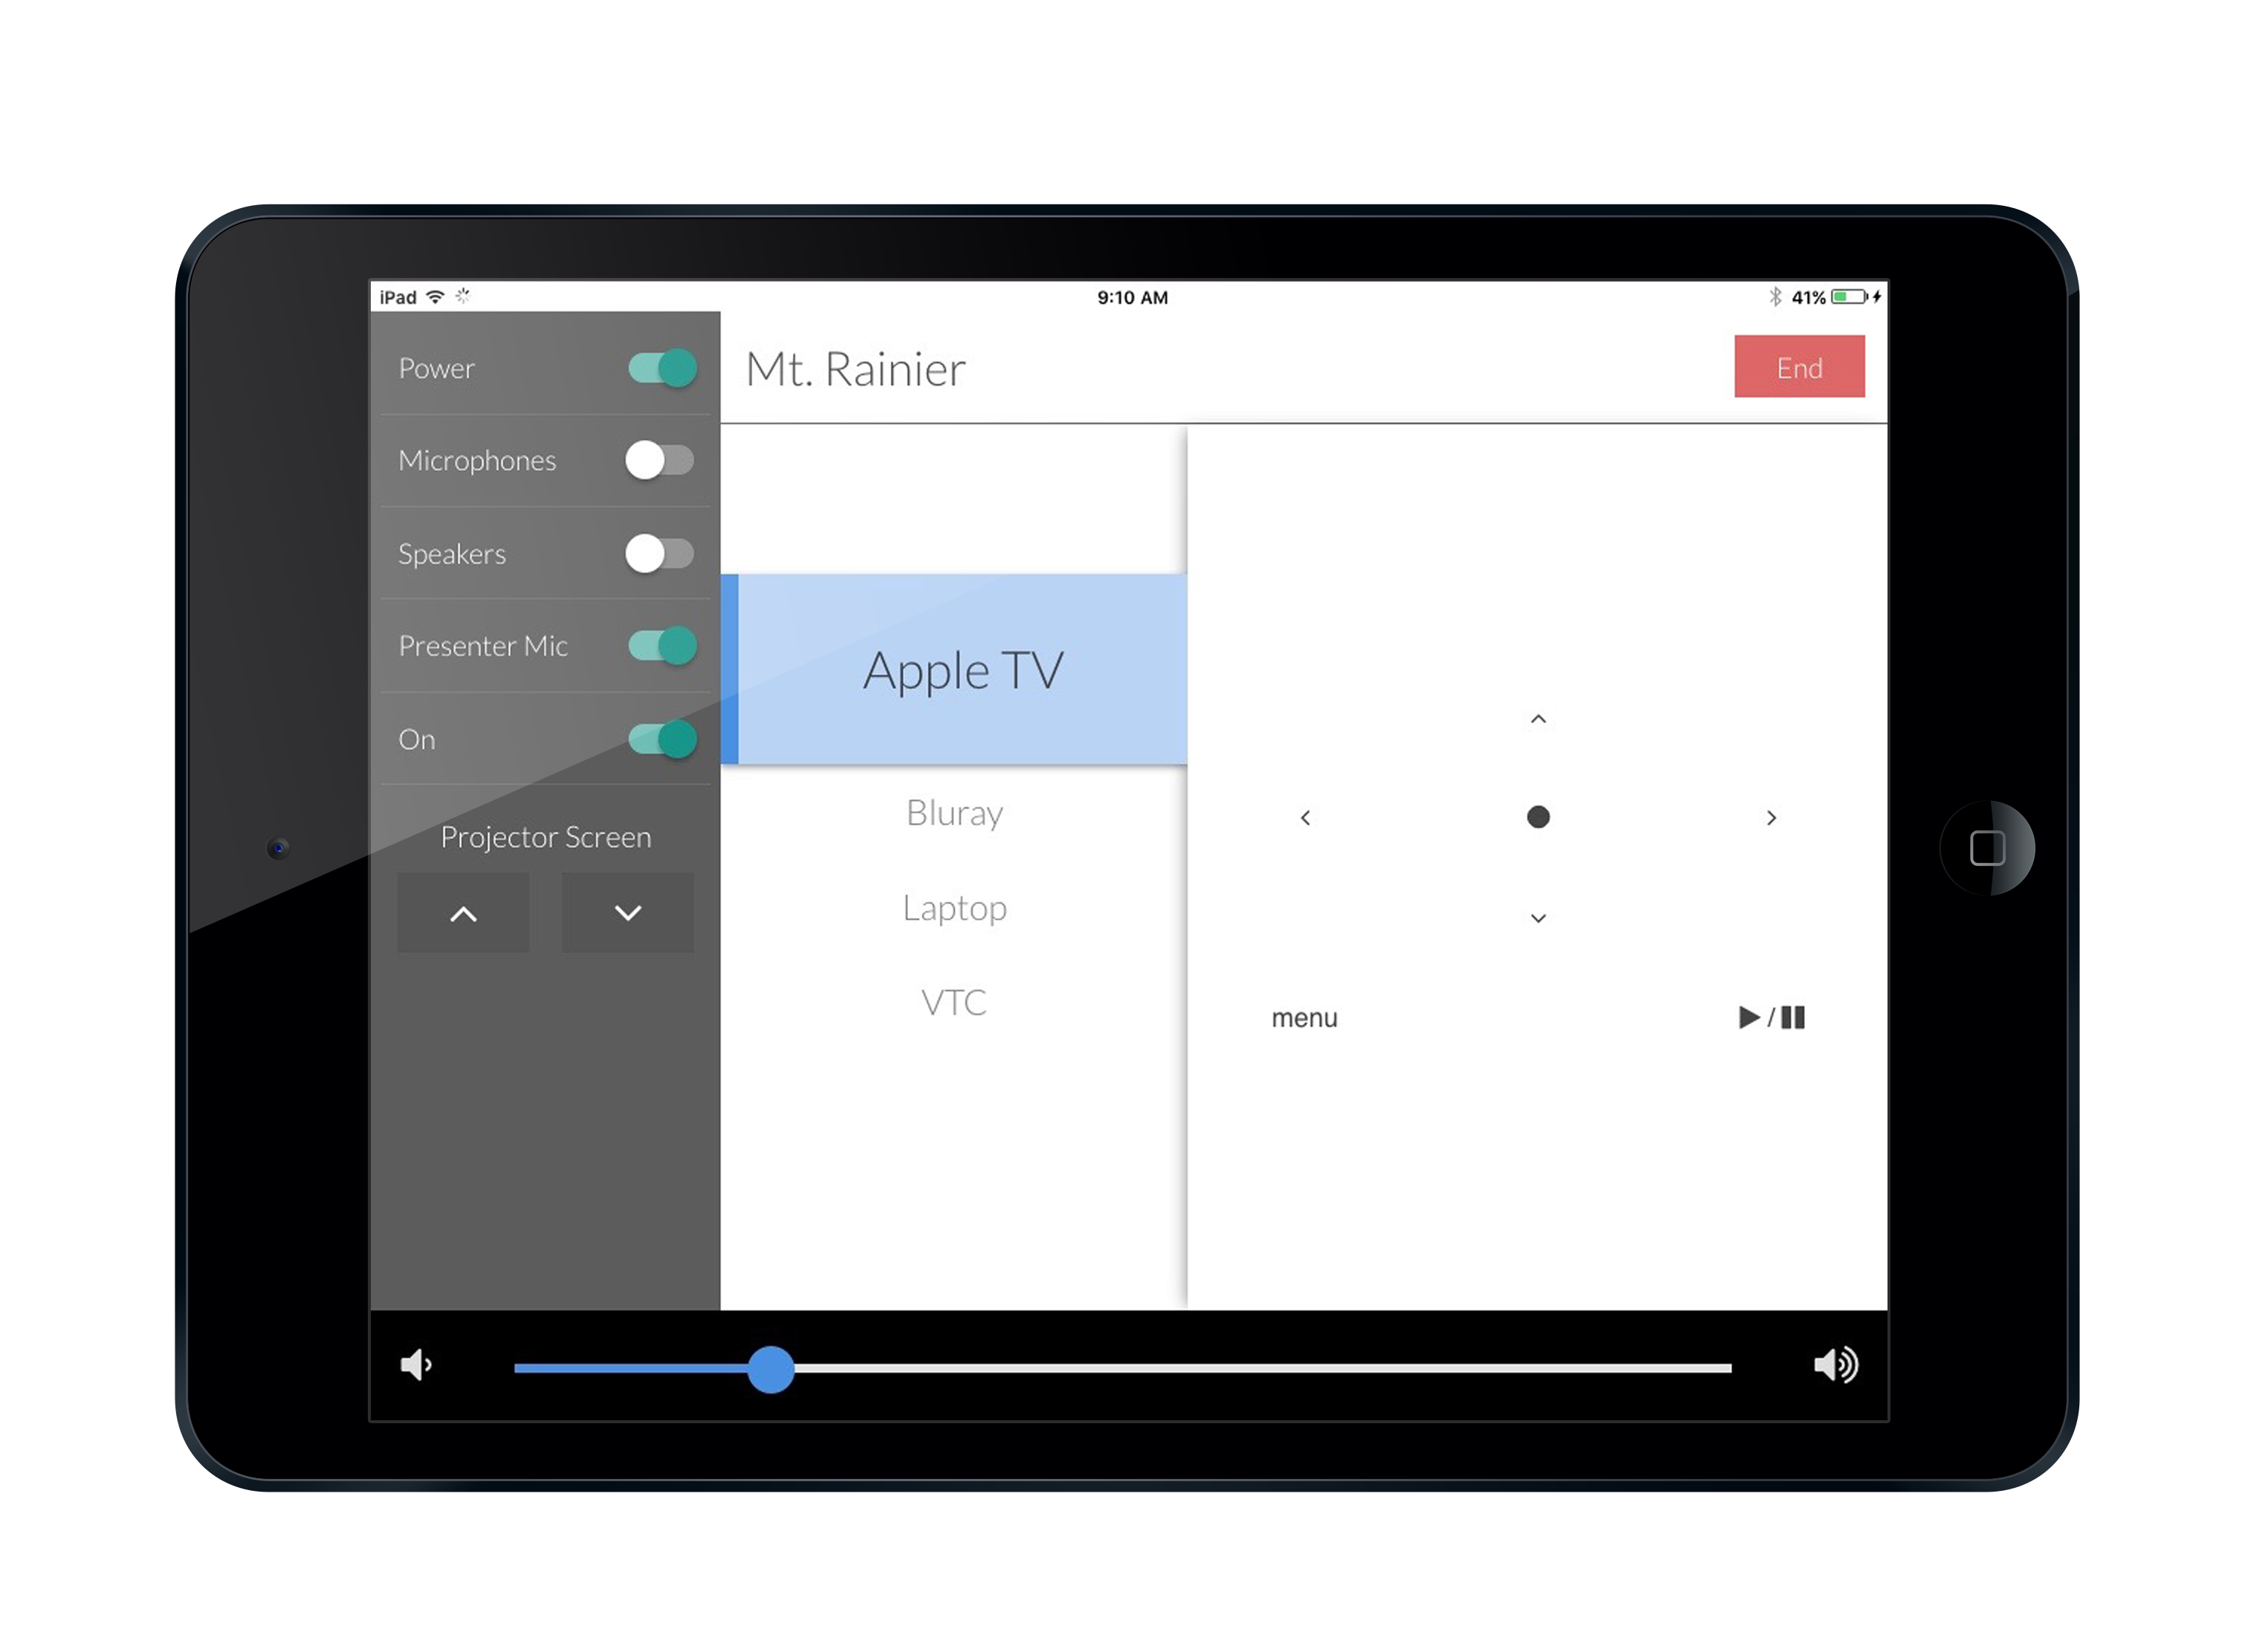 iPad
9:10 AM
41%
Power
Microphones
Speakers
Presenter Mic
On
Projector Screen
Mt. Rainier
End
Apple TV
Bluray
Laptop
VTC
menu
/